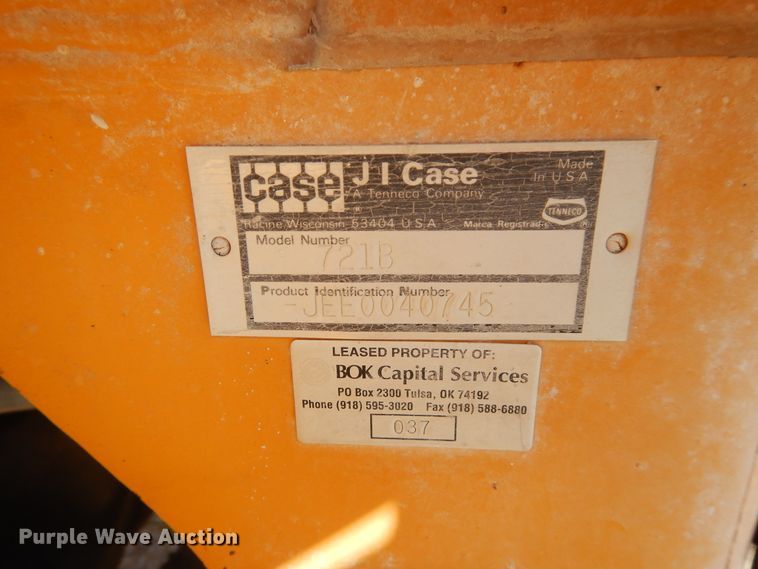 case
J I Case
A Tenneco Company
Made
In U S A
TENNECO
Racine, Wisconsin 53404 U.S.A.
Marca Registrada
Model Number
721B
Product Identification Number
JEE0040745
LEASED PROPERTY OF:
BOK Capital Services
PO Box 2300 Tulsa, OK 74192
Phone (918) 595-3020 Fax (918) 588-6880
037
Purple Wave Auction